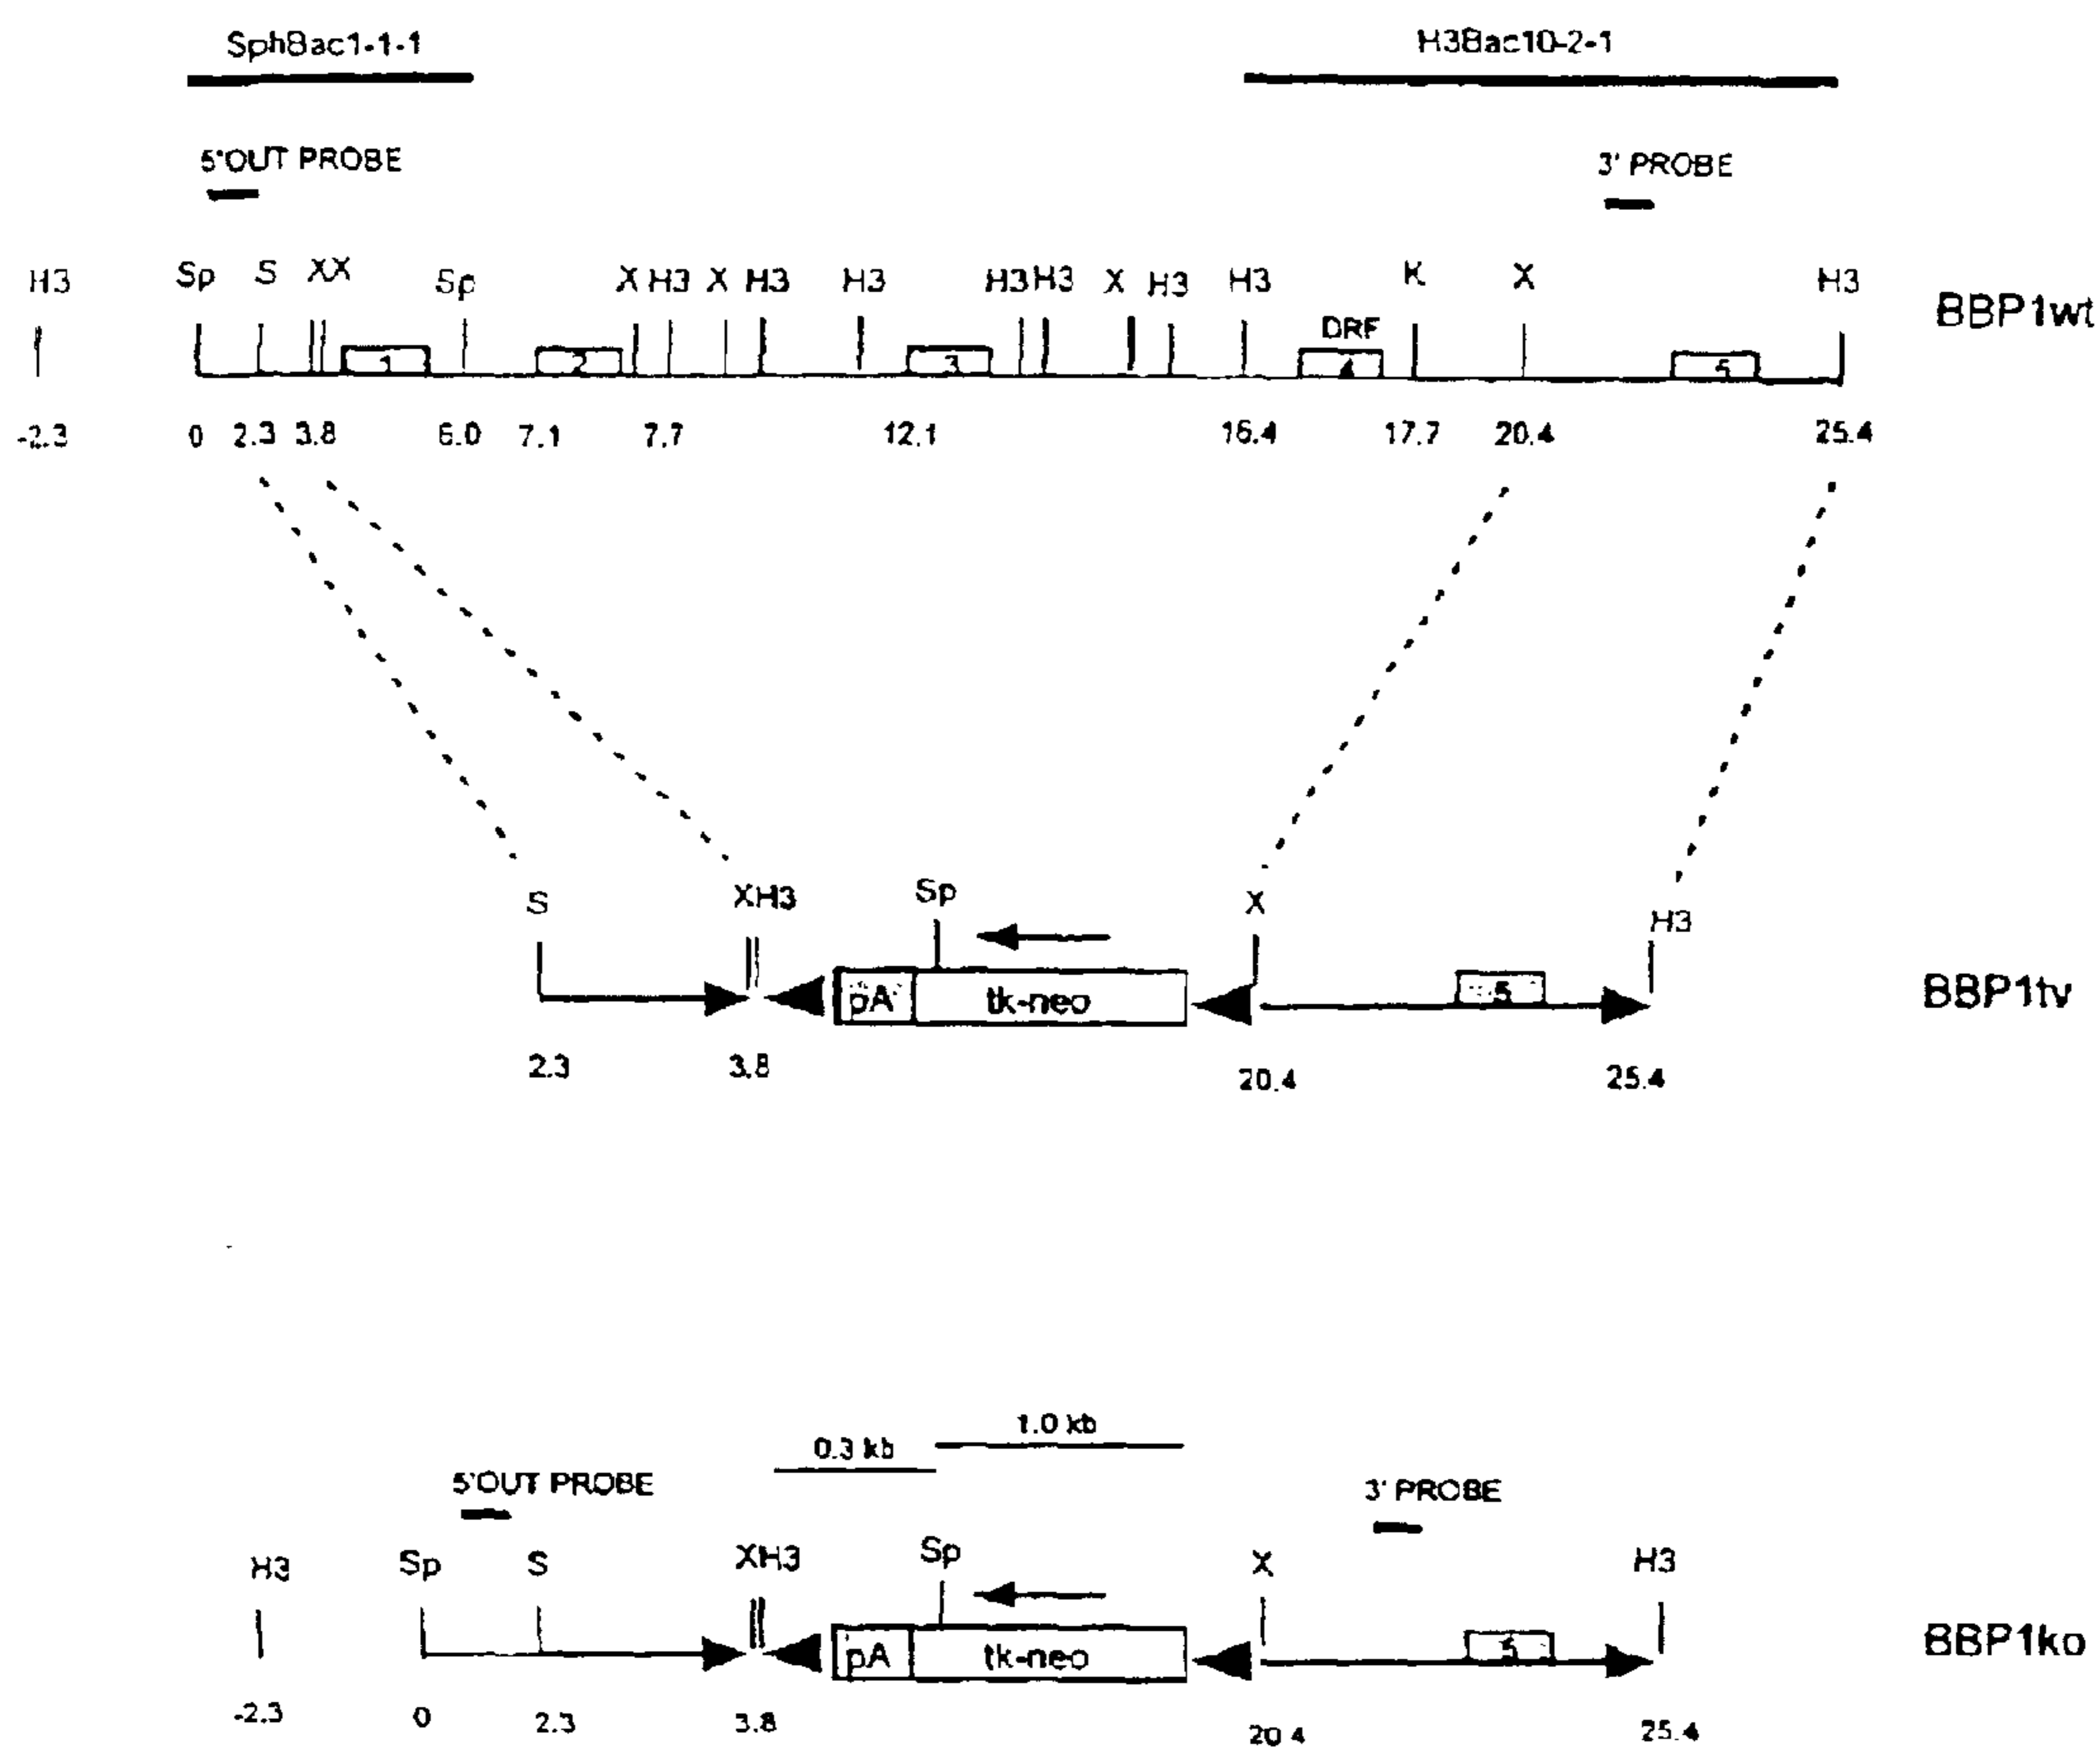 SphBac1-1-1 H3Bac10-2-1
5'OUT PROBE 3' PROBE
H3 Sp S XX Sp X H3 X H3 H3 H3 H3 X H3 H3 K X H3
BBP1wt
DRF
1 2 3 4 5
-2.3 0 2.3 3.8 6.0 7.1 7.7 12.1 16.4 17.7 20.4 25.4
S XH3 Sp X H3
pA tk-neo 5 BBP1tv
2.3 3.8 20.4 25.4
0.3 kb 1.0 kb
5'OUT PROBE 3' PROBE
H3 Sp S XH3 Sp X H3
pA tk-neo 5 BBP1ko
-2.3 0 2.3 3.8 20.4 25.4